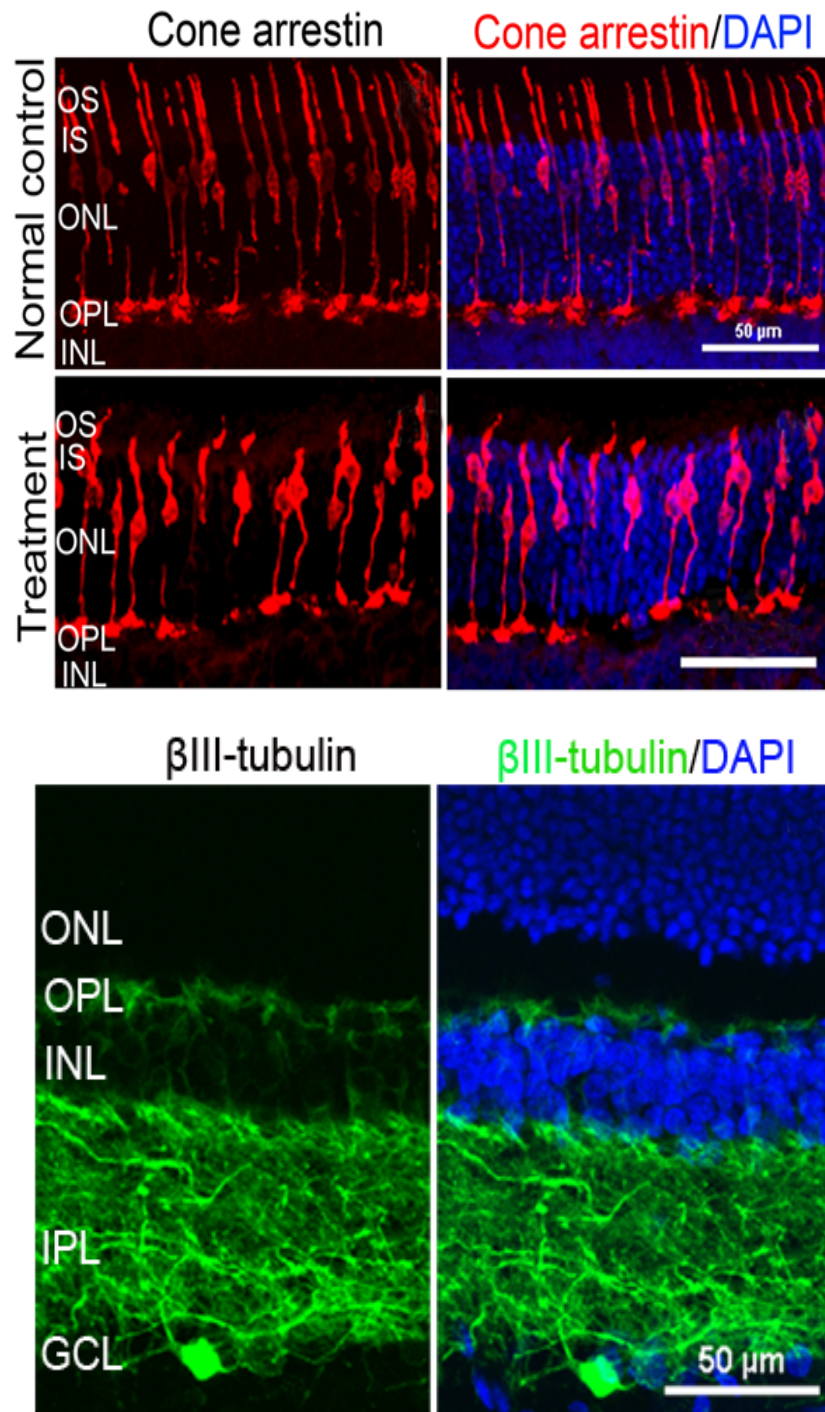 Cone arrestin
Cone arrestin/DAPI
Normal control
OS
IS
ONL
OPL
INL
50 µm
Treatment
OS
IS
ONL
OPL
INL
βIII-tubulin
βIII-tubulin/DAPI
ONL
OPL
INL
IPL
GCL
50 µm